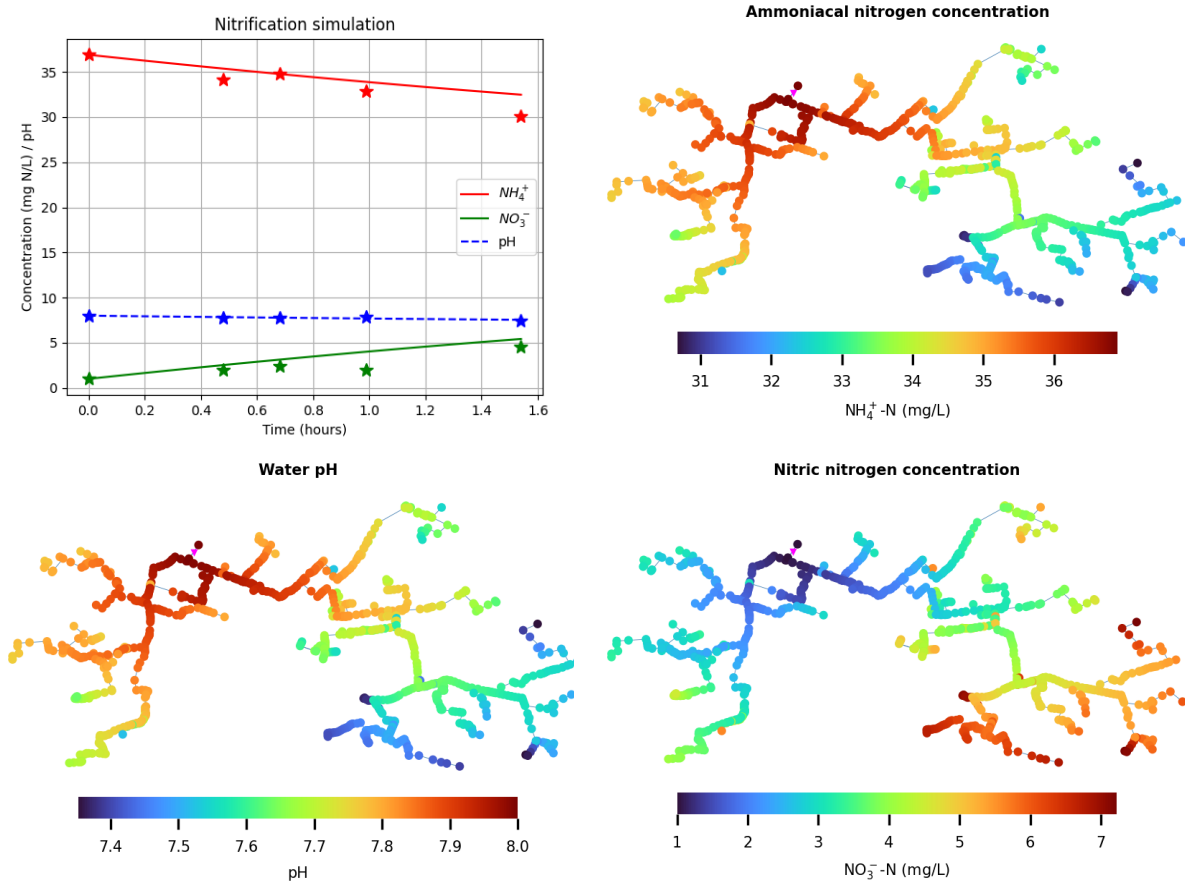 Nitrification simulation
Concentration (mg N/L) / pH
35
30
25
20
15
10
5
0
NH₄⁺
NO₃⁻
pH
0.0 0.2 0.4 0.6 0.8 1.0 1.2 1.4 1.6
Time (hours)
Ammoniacal nitrogen concentration
31 32 33 34 35 36
NH₄⁺-N (mg/L)
Water pH
7.4 7.5 7.6 7.7 7.8 7.9 8.0
pH
Nitric nitrogen concentration
1 2 3 4 5 6 7
NO₃⁻-N (mg/L)